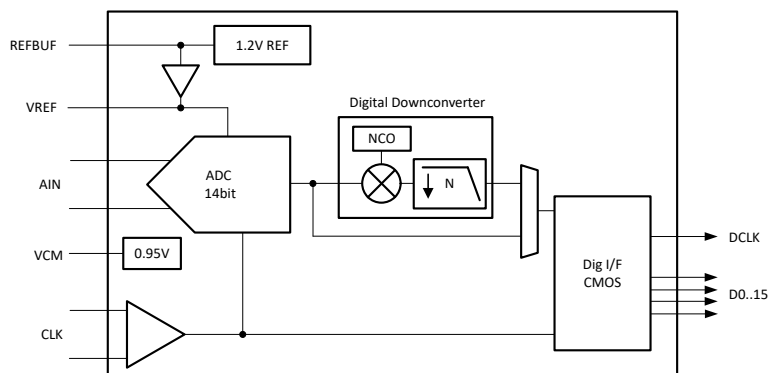 REFBUF
1.2V REF
VREF
Digital Downconverter
NCO
ADC
14bit
N
AIN
VCM
0.95V
Dig I/F
CMOS
DCLK
D0..15
CLK